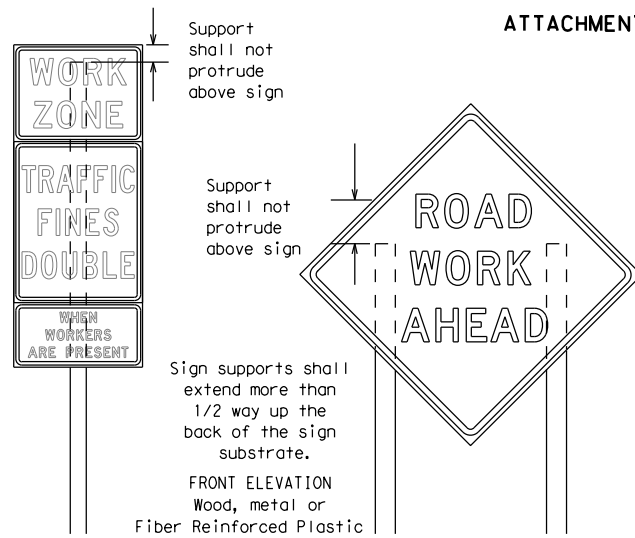 ATTACHMENT
Support
shall not
protrude
above sign
WORK
ZONE
TRAFFIC
FINES
DOUBLE
WHEN
WORKERS
ARE PRESENT
Support
shall not
protrude
above sign
ROAD
WORK
AHEAD
Sign supports shall
extend more than
1/2 way up the
back of the sign
substrate.
FRONT ELEVATION
Wood, metal or
Fiber Reinforced Plastic